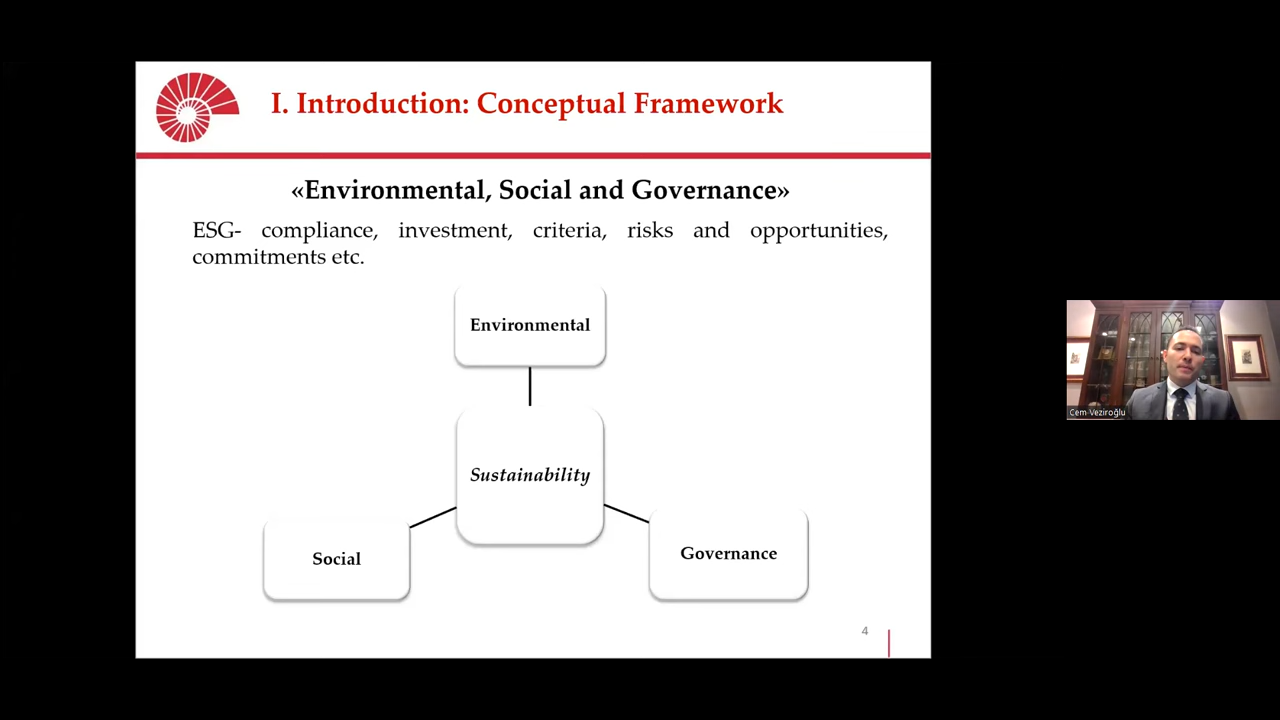 I. Introduction: Conceptual Framework
«Environmental, Social and Governance»
ESG- compliance, investment, criteria, risks and opportunities,
commitments etc.
Environmental
Sustainability
Social
Governance
4
Cem Veziroğlu